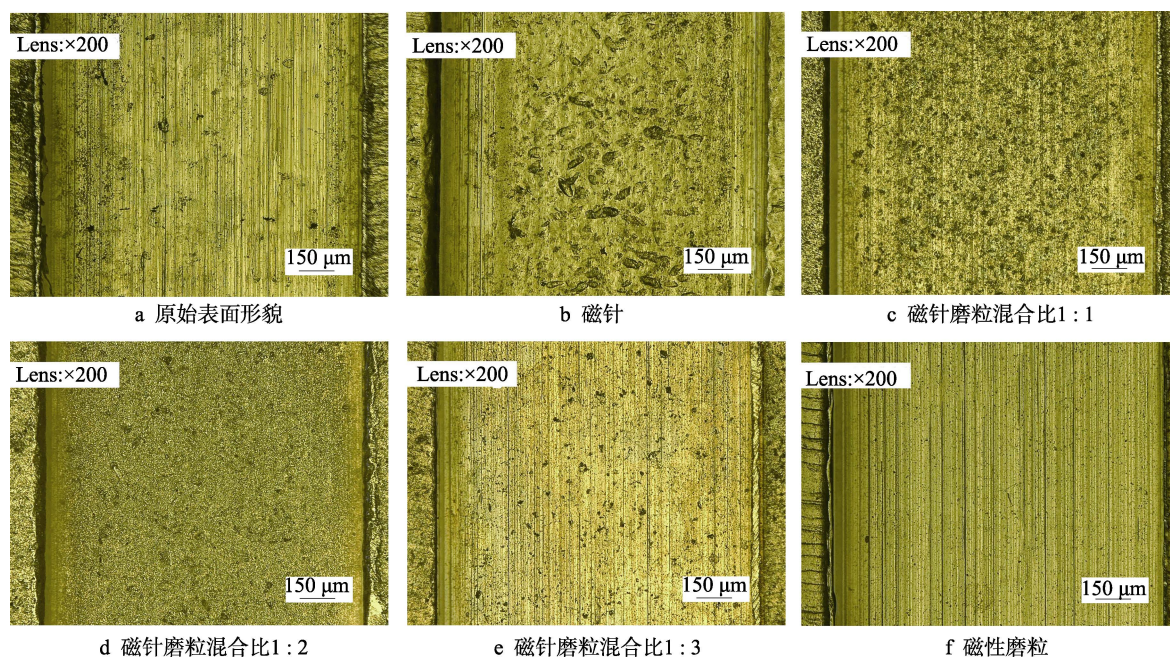 Lens:×200
150 μm
a 原始表面形貌
Lens:×200
150 μm
b 磁针
Lens:×200
150 μm
c 磁针磨粒混合比1 : 1
Lens:×200
150 μm
d 磁针磨粒混合比1 : 2
Lens:×200
150 μm
e 磁针磨粒混合比1 : 3
Lens:×200
150 μm
f 磁性磨粒